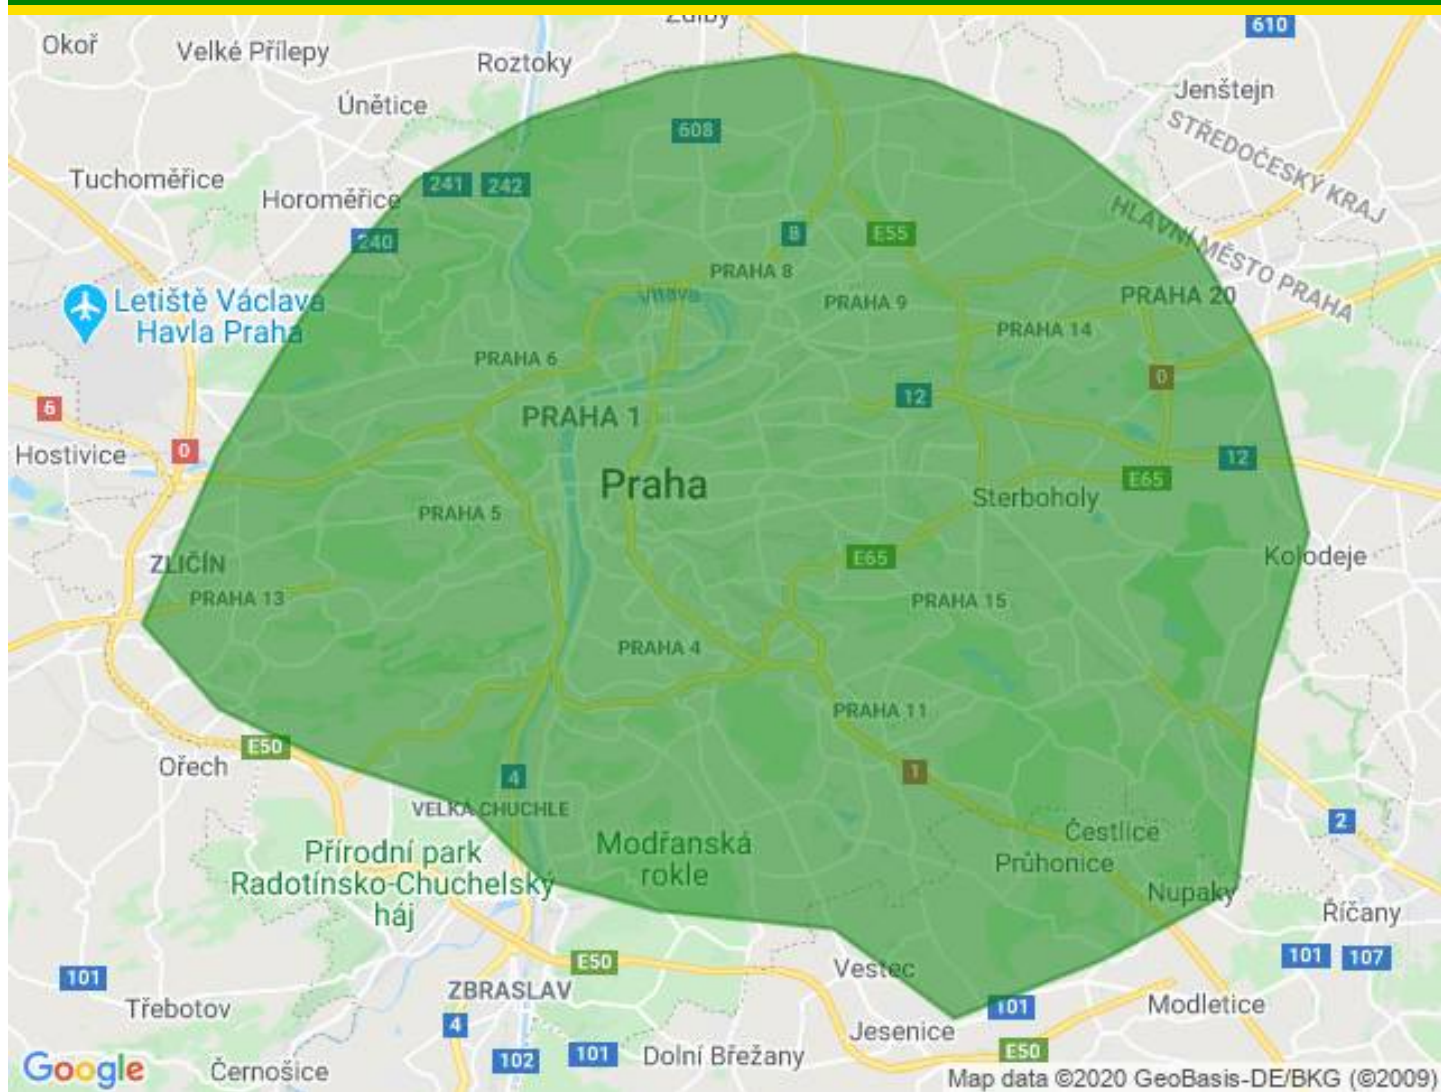 610
Okoř
Velké Přílepy
Roztoky
Jenštejn
Únětice
608
STŘEDOČESKÝ KRAJ
Tuchoměřice
241
242
Horoměřice
HLAVNÍ MĚSTO PRAHA
240
8
E55
PRAHA 8
Letiště Václava
Havla Praha
Vltava
PRAHA 9
PRAHA 20
PRAHA 14
PRAHA 6
0
6
12
PRAHA 1
Hostivice
0
12
Praha
E65
Sterboholy
PRAHA 5
E65
Kolodeje
ZLIČÍN
PRAHA 13
PRAHA 15
PRAHA 4
PRAHA 11
E50
Ořech
4
1
VELKÁ CHUCHLE
2
Čestlice
Přírodní park
Radotínsko-Chuchelský
háj
Modřanská
rokle
Průhonice
Nupaky
Říčany
101
E50
Vestec
101
107
ZBRASLAV
Třebotov
101
Modletice
4
Jesenice
E50
102
101
Dolní Břežany
Google
Černošice
Map data ©2020 GeoBasis-DE/BKG (©2009)